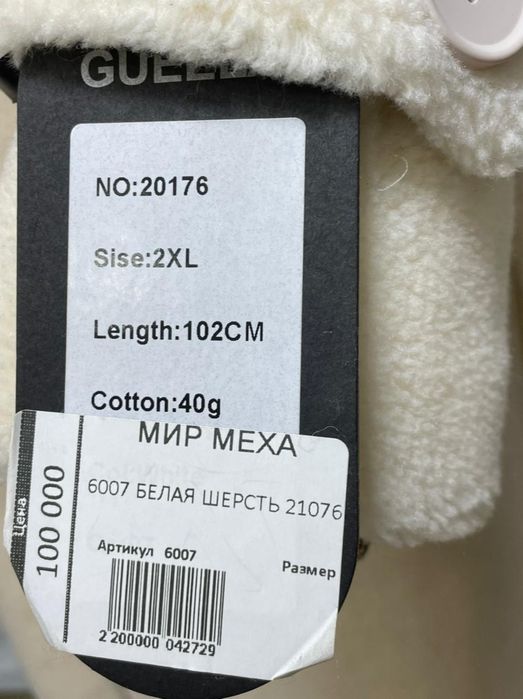 NO:20176
Sise:2XL
Length:102CM
Cotton:40g
МИР МЕХА
6007 БЕЛАЯ ШЕРСТЬ 21076
Артикул 6007
Размер
2 200000 042729
Цена
100 000